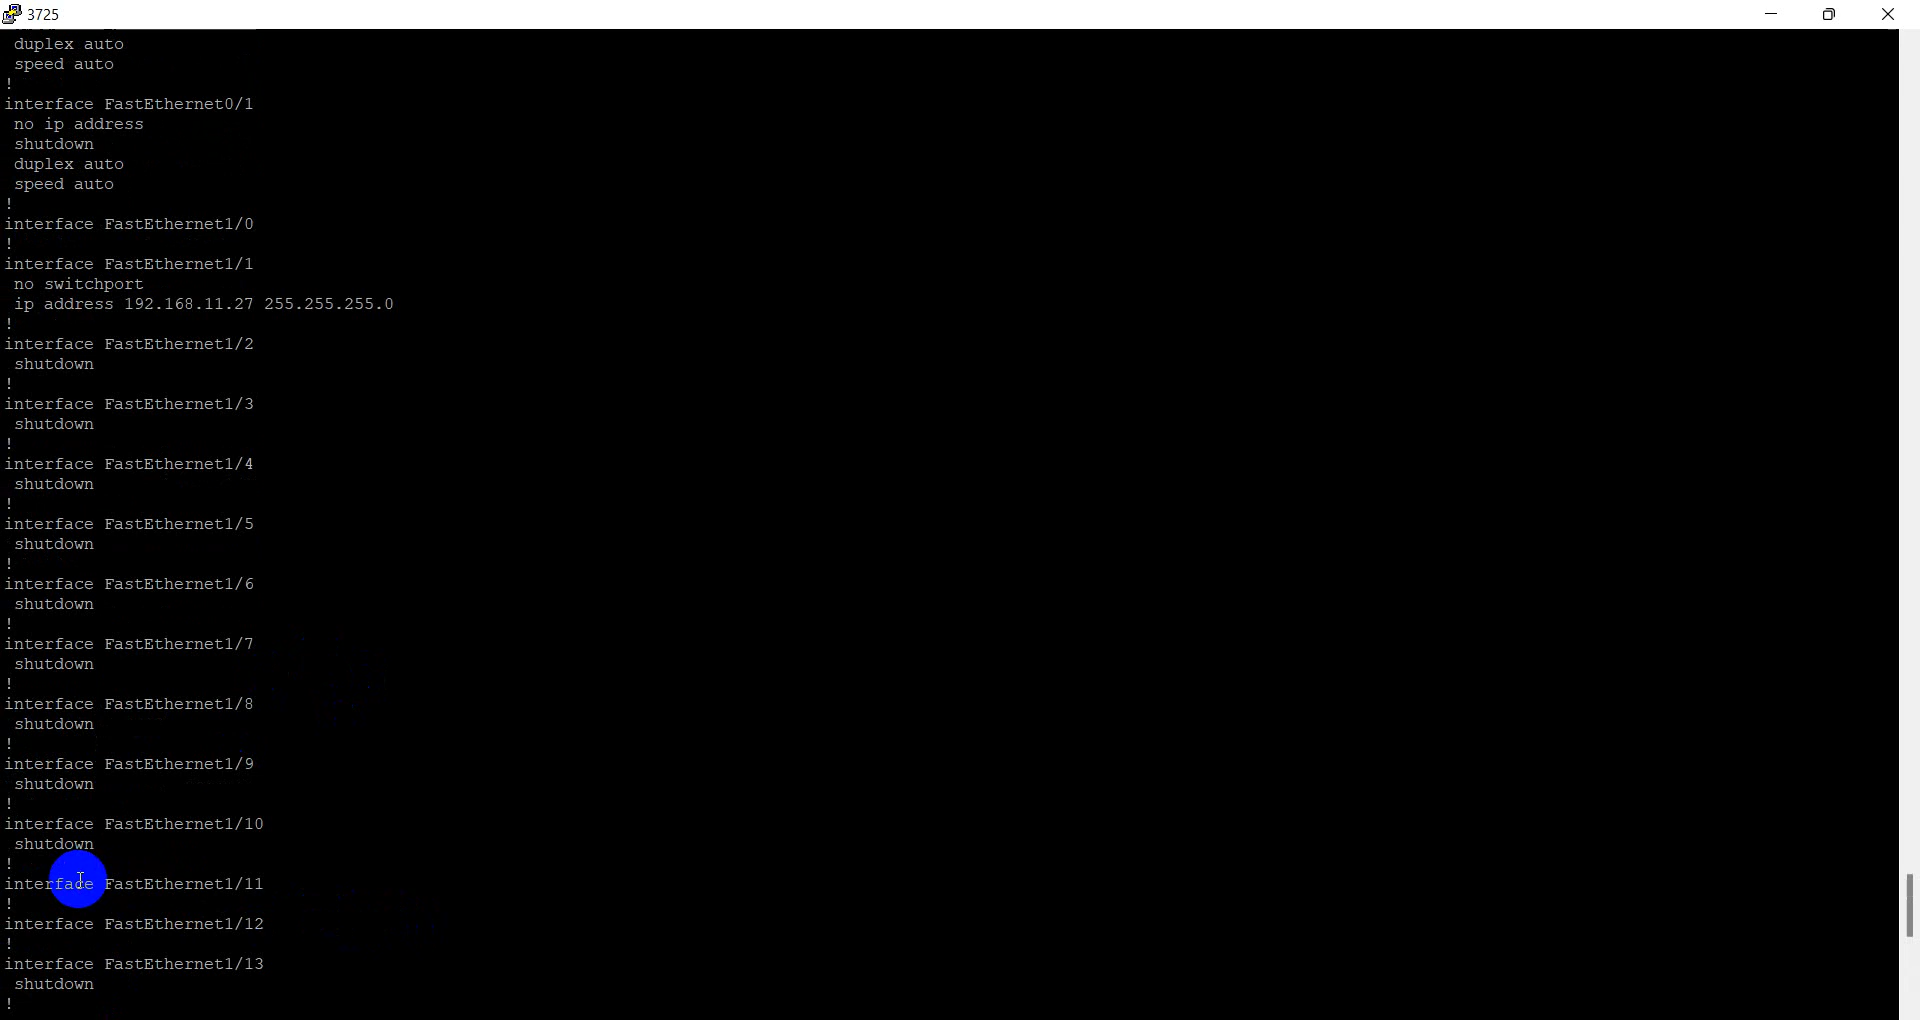 3725
duplex auto
speed auto
!
interface FastEthernet0/1
no ip address
shutdown
duplex auto
speed auto
!
interface FastEthernet1/0
!
interface FastEthernet1/1
no switchport
ip address 192.168.11.27 255.255.255.0
!
interface FastEthernet1/2
shutdown
!
interface FastEthernet1/3
shutdown
!
interface FastEthernet1/4
shutdown
!
interface FastEthernet1/5
shutdown
!
interface FastEthernet1/6
shutdown
!
interface FastEthernet1/7
shutdown
!
interface FastEthernet1/8
shutdown
!
interface FastEthernet1/9
shutdown
!
interface FastEthernet1/10
shutdown
!
interface FastEthernet1/11
!
interface FastEthernet1/12
!
interface FastEthernet1/13
shutdown
!